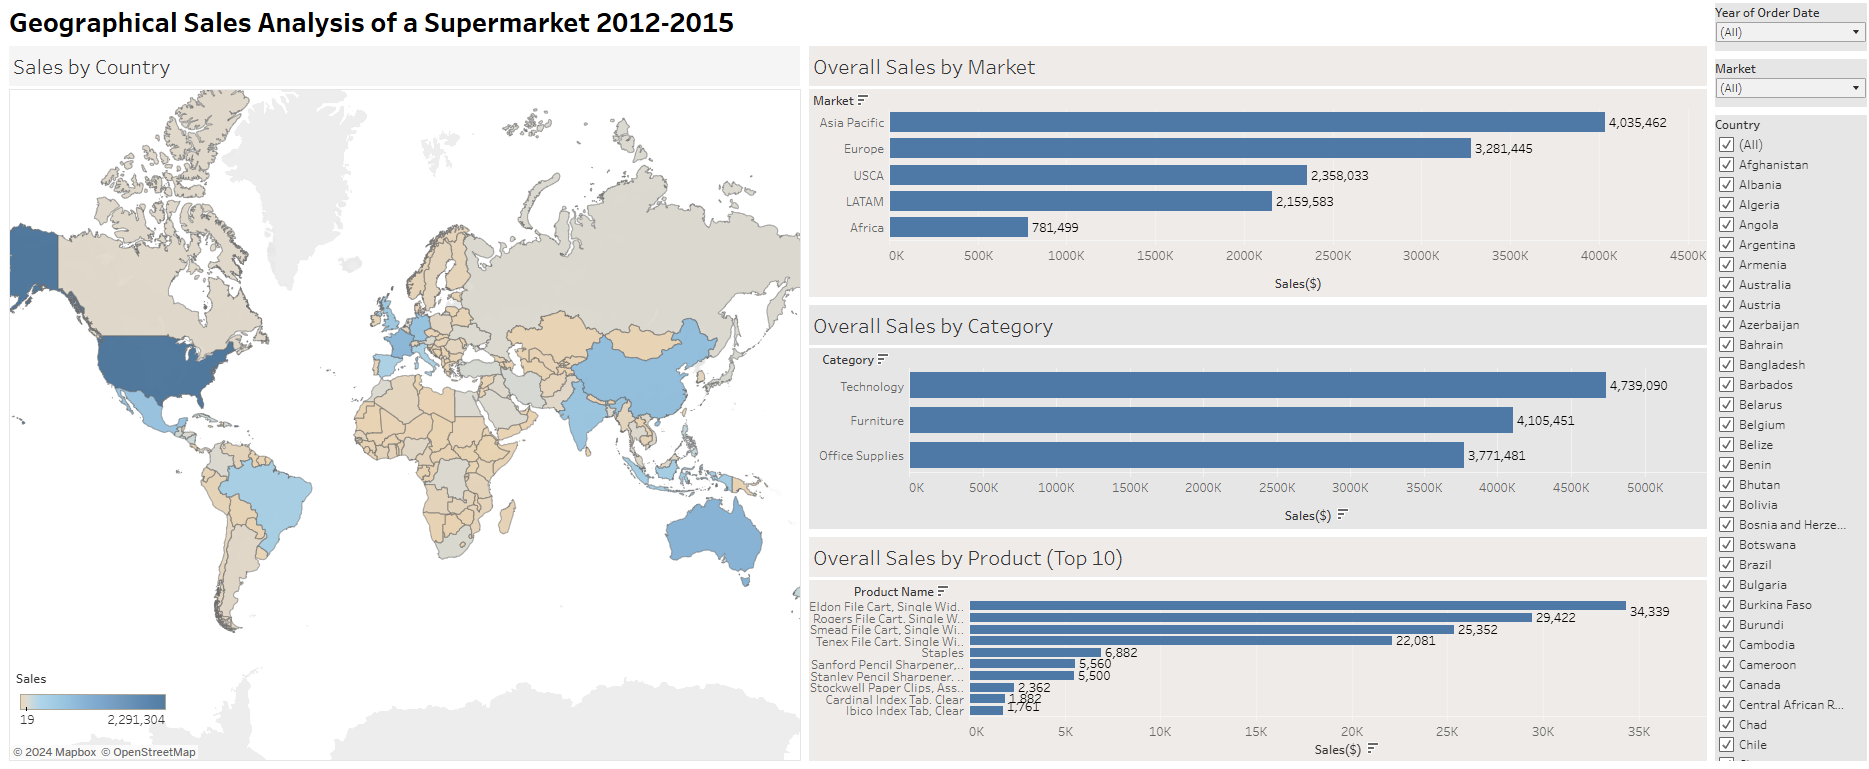 Geographical Sales Analysis of a Supermarket 2012-2015
Sales by Country
Sales
19 2,291,304
© 2024 Mapbox © OpenStreetMap
Overall Sales by Market
Market
Asia Pacific 4,035,462
Europe 3,281,445
USCA 2,358,033
LATAM 2,159,583
Africa 781,499
0K 500K 1000K 1500K 2000K 2500K 3000K 3500K 4000K 4500K
Sales($)
Overall Sales by Category
Category
Technology 4,739,090
Furniture 4,105,451
Office Supplies 3,771,481
0K 500K 1000K 1500K 2000K 2500K 3000K 3500K 4000K 4500K 5000K
Sales($)
Overall Sales by Product (Top 10)
Product Name
Eldon File Cart, Single Wid.. 34,339
Rogers File Cart, Single W.. 29,422
Smead File Cart, Single Wi.. 25,352
Tenex File Cart, Single Wi.. 22,081
Staples 6,882
Sanford Pencil Sharpener,.. 5,560
Stanley Pencil Sharpener, .. 5,500
Stockwell Paper Clips, Ass.. 2,362
Cardinal Index Tab, Clear 1,882
Ibico Index Tab, Clear 1,761
0K 5K 10K 15K 20K 25K 30K 35K
Sales($)
Year of Order Date
(All)
Market
(All)
Country
(All)
Afghanistan
Albania
Algeria
Angola
Argentina
Armenia
Australia
Austria
Azerbaijan
Bahrain
Bangladesh
Barbados
Belarus
Belgium
Belize
Benin
Bhutan
Bolivia
Bosnia and Herze...
Botswana
Brazil
Bulgaria
Burkina Faso
Burundi
Cambodia
Cameroon
Canada
Central African R...
Chad
Chile